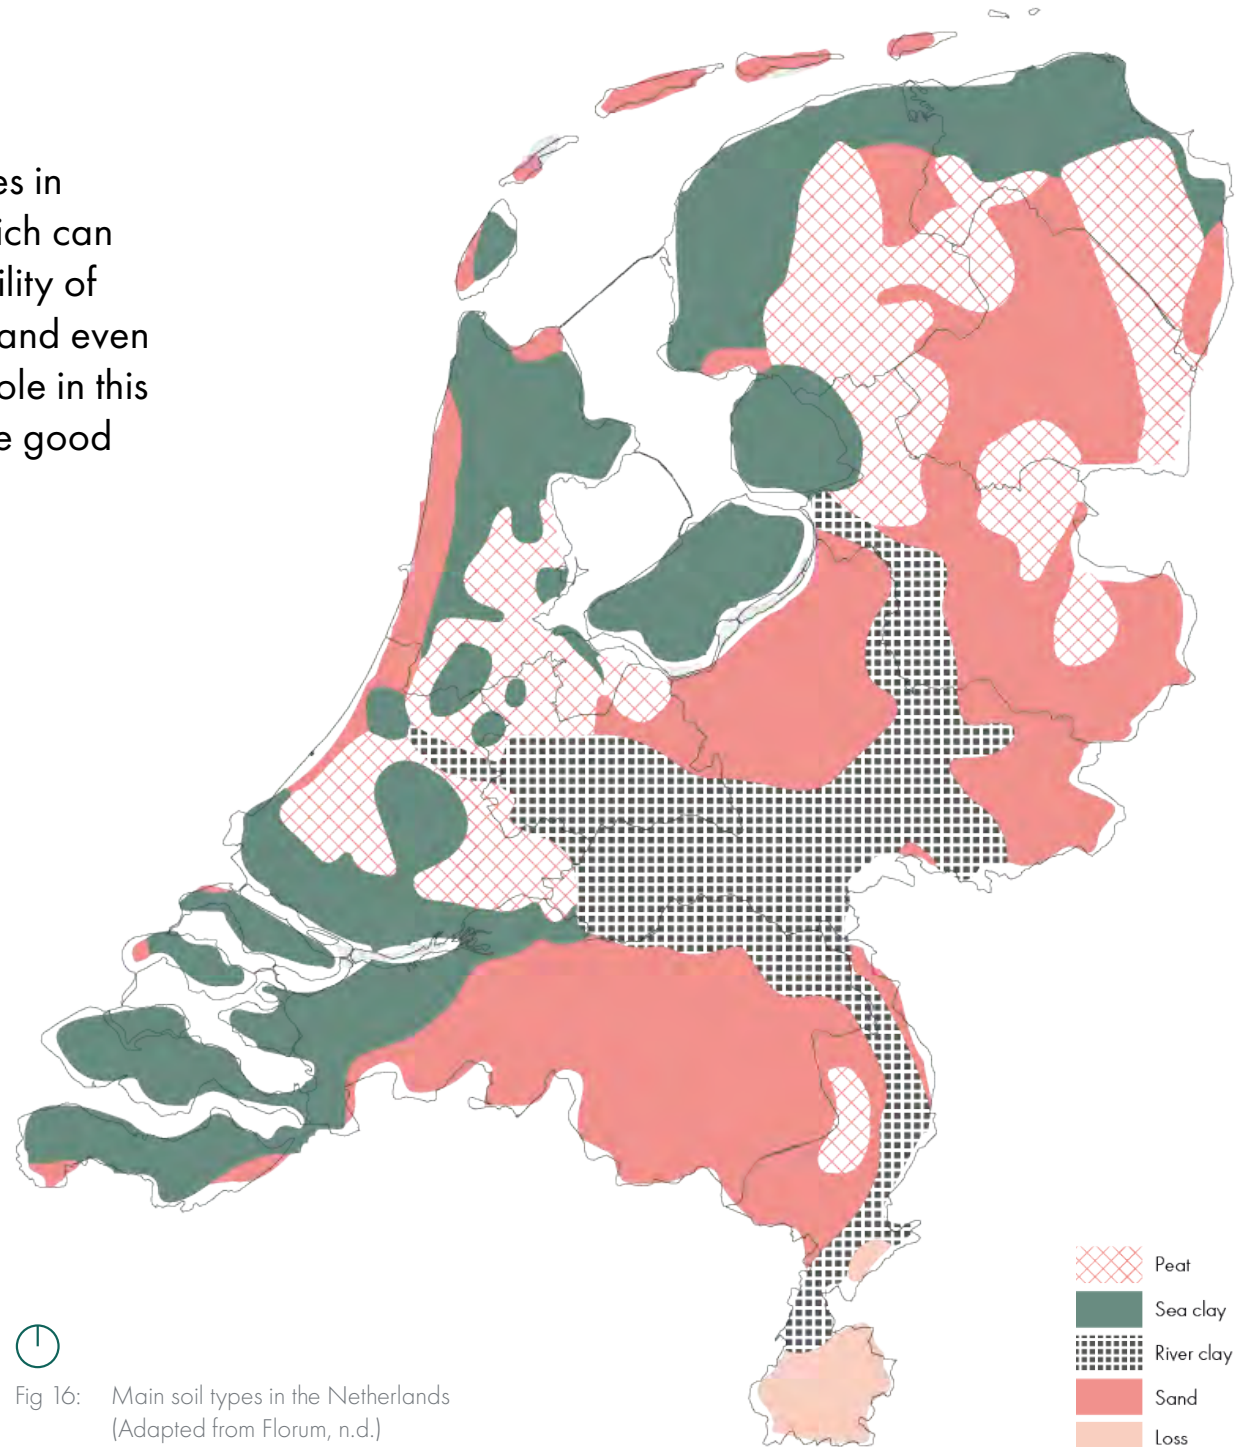 es in
ich can
ility of
and even
ole in this
e good
Peat
Sea clay
River clay
Sand
Loss
Fig 16: Main soil types in the Netherlands
(Adapted from Florum, n.d.)